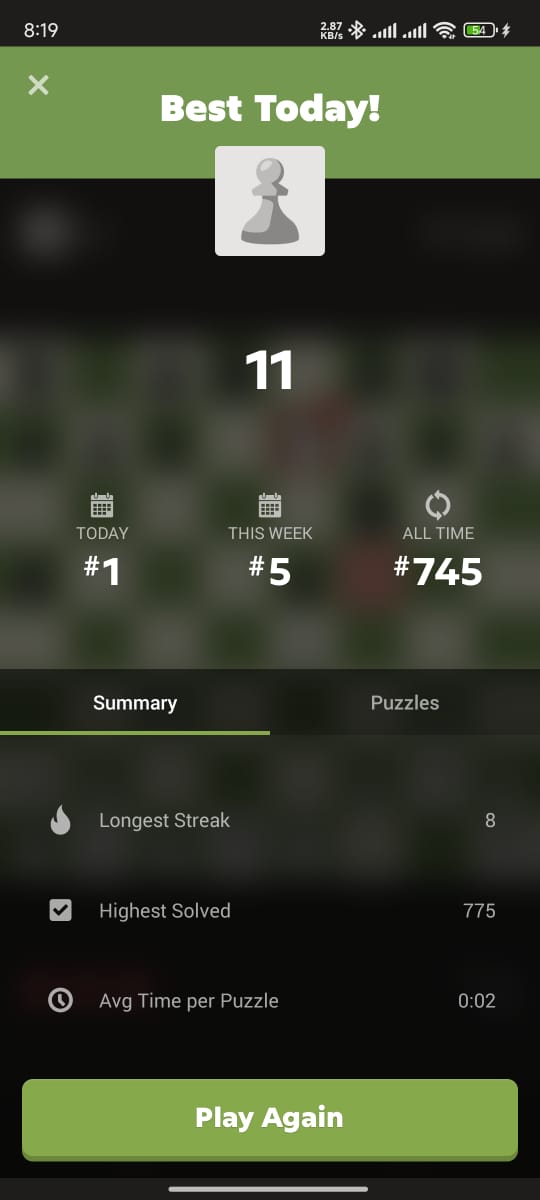 8:19
2.87
KB/s
54
Best Today!
11
TODAY
THIS WEEK
ALL TIME
#1
#5
#745
Summary
Puzzles
Longest Streak
8
Highest Solved
775
Avg Time per Puzzle
0:02
Play Again